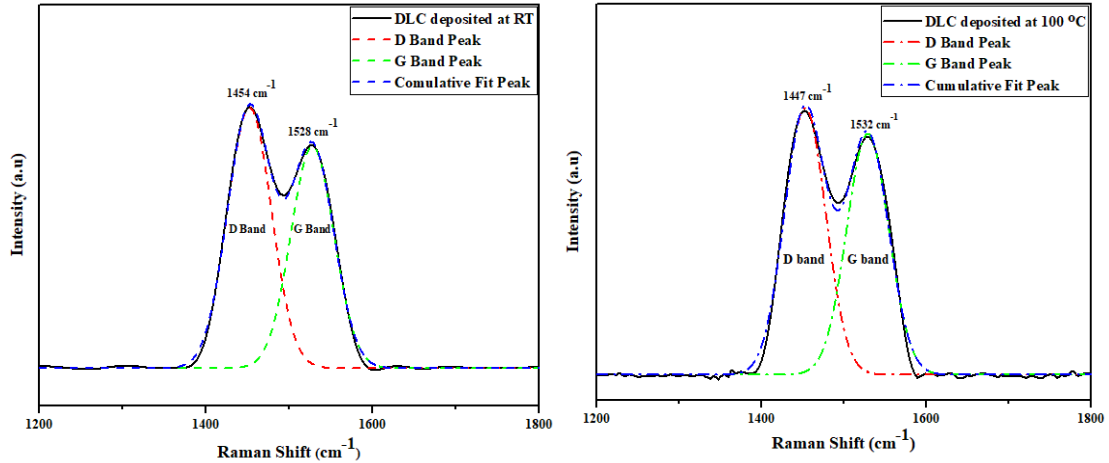 DLC deposited at RT
D Band Peak
G Band Peak
Comulative Fit Peak
1454 cm-1
1528 cm-1
D Band
G Band
Intensity (a.u)
1200
1400
1600
1800
Raman Shift (cm-1)
DLC deposited at 100 °C
D Band Peak
G Band Peak
Cumulative Fit Peak
1447 cm-1
1532 cm-1
D band
G band
Intensity (a.u)
1200
1400
1600
1800
Raman Shift (cm-1)